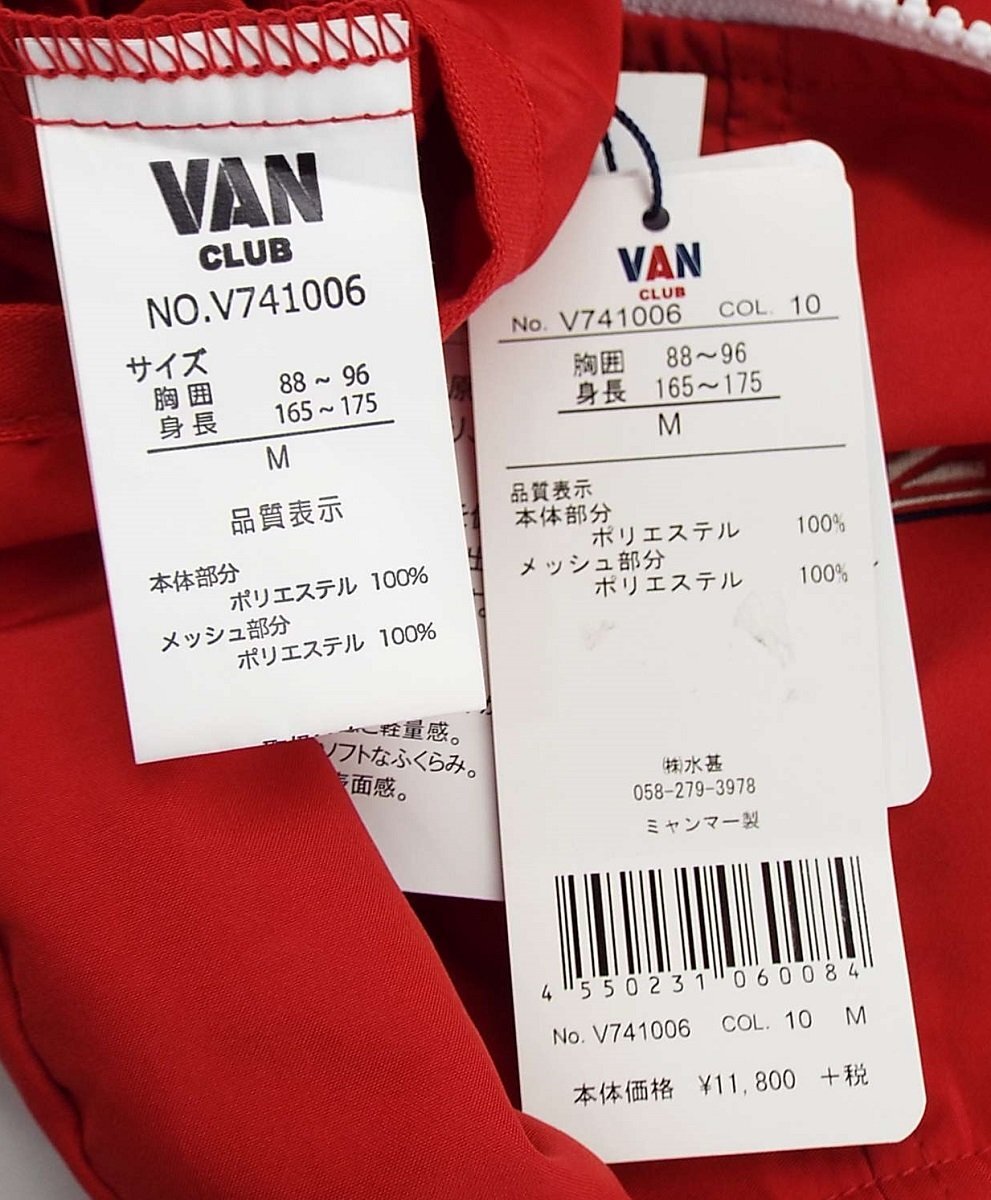 VAN
CLUB
NO.V741006
サイズ
胸囲 88 ~ 96
身長 165 ~ 175
M
品質表示
本体部分
ポリエステル 100%
メッシュ部分
ポリエステル 100%
軽量感。
ソフトなふくらみ。
面感。
VAN
CLUB
No. V741006 COL. 10
胸囲 88～96
身長 165～175
M
品質表示
本体部分
ポリエステル 100%
メッシュ部分
ポリエステル 100%
㈱水甚
058-279-3978
ミャンマー製
4 550231 060084
No. V741006 COL. 10 M
本体価格 ¥11,800 +税